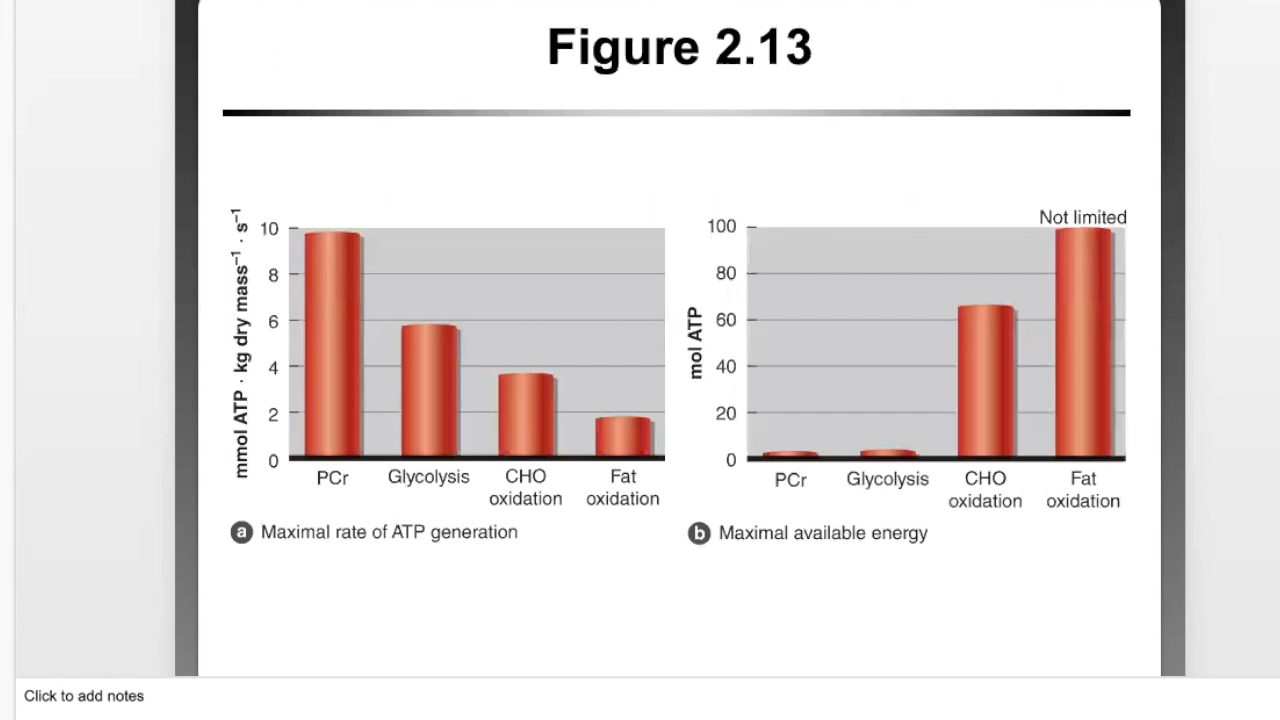 Figure 2.13
mmol ATP · kg dry mass⁻¹ · s⁻¹
10
8
6
4
2
0
PCr
Glycolysis
CHO
oxidation
Fat
oxidation
a Maximal rate of ATP generation
Not limited
mol ATP
100
80
60
40
20
0
PCr
Glycolysis
CHO
oxidation
Fat
oxidation
b Maximal available energy
Click to add notes